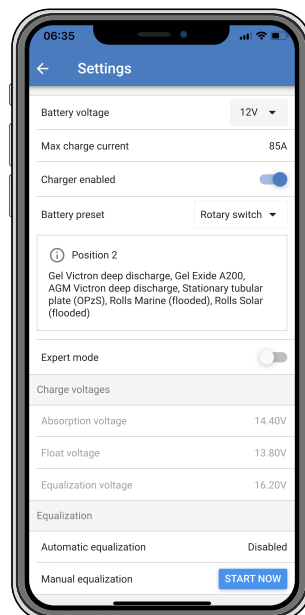 06:35
Settings
Battery voltage 12V
Max charge current 85A
Charger enabled
Battery preset Rotary switch
Position 2
Gel Victron deep discharge, Gel Exide A200,
AGM Victron deep discharge, Stationary tubular
plate (OPzS), Rolls Marine (flooded), Rolls Solar
(flooded)
Expert mode
Charge voltages
Absorption voltage 14.40V
Float voltage 13.80V
Equalization voltage 16.20V
Equalization
Automatic equalization Disabled
Manual equalization START NOW